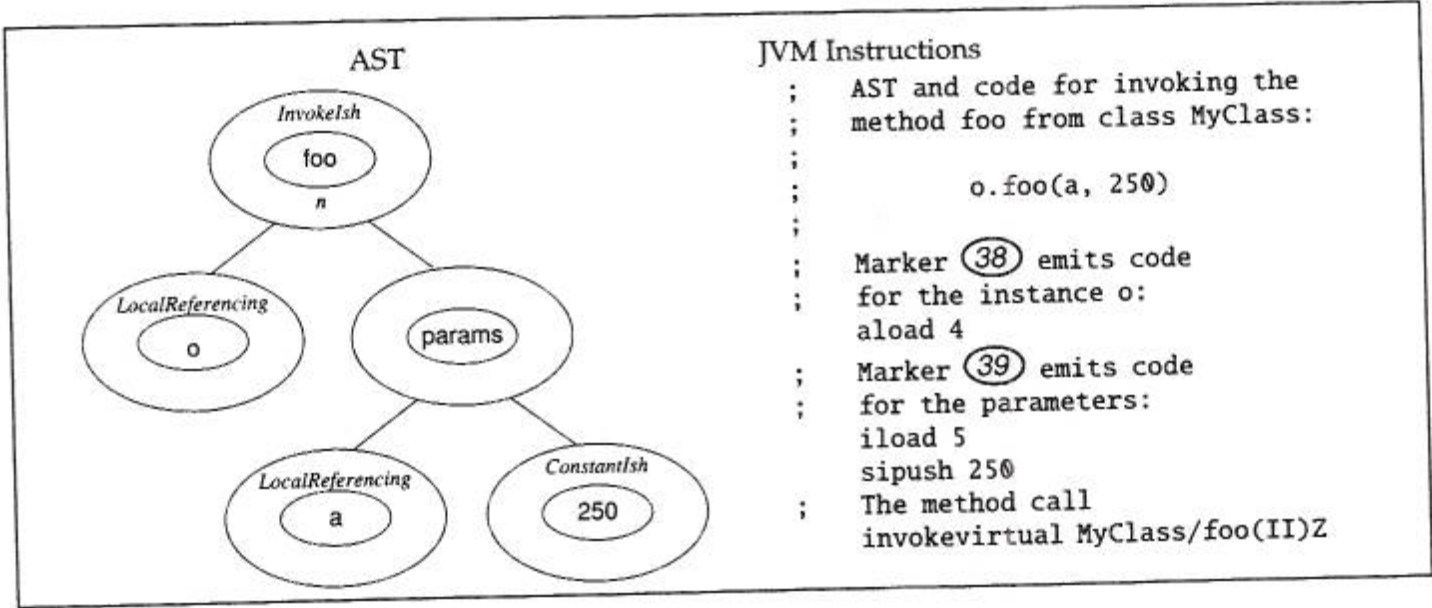 AST
InvokeIsh
foo
n
LocalReferencing
o
params
LocalReferencing
a
ConstantIsh
250
JVM Instructions
; AST and code for invoking the
; method foo from class MyClass:
;
; o.foo(a, 250)
;
; Marker 38 emits code
; for the instance o:
aload 4
; Marker 39 emits code
; for the parameters:
iload 5
sipush 250
; The method call
invokevirtual MyClass/foo(II)Z